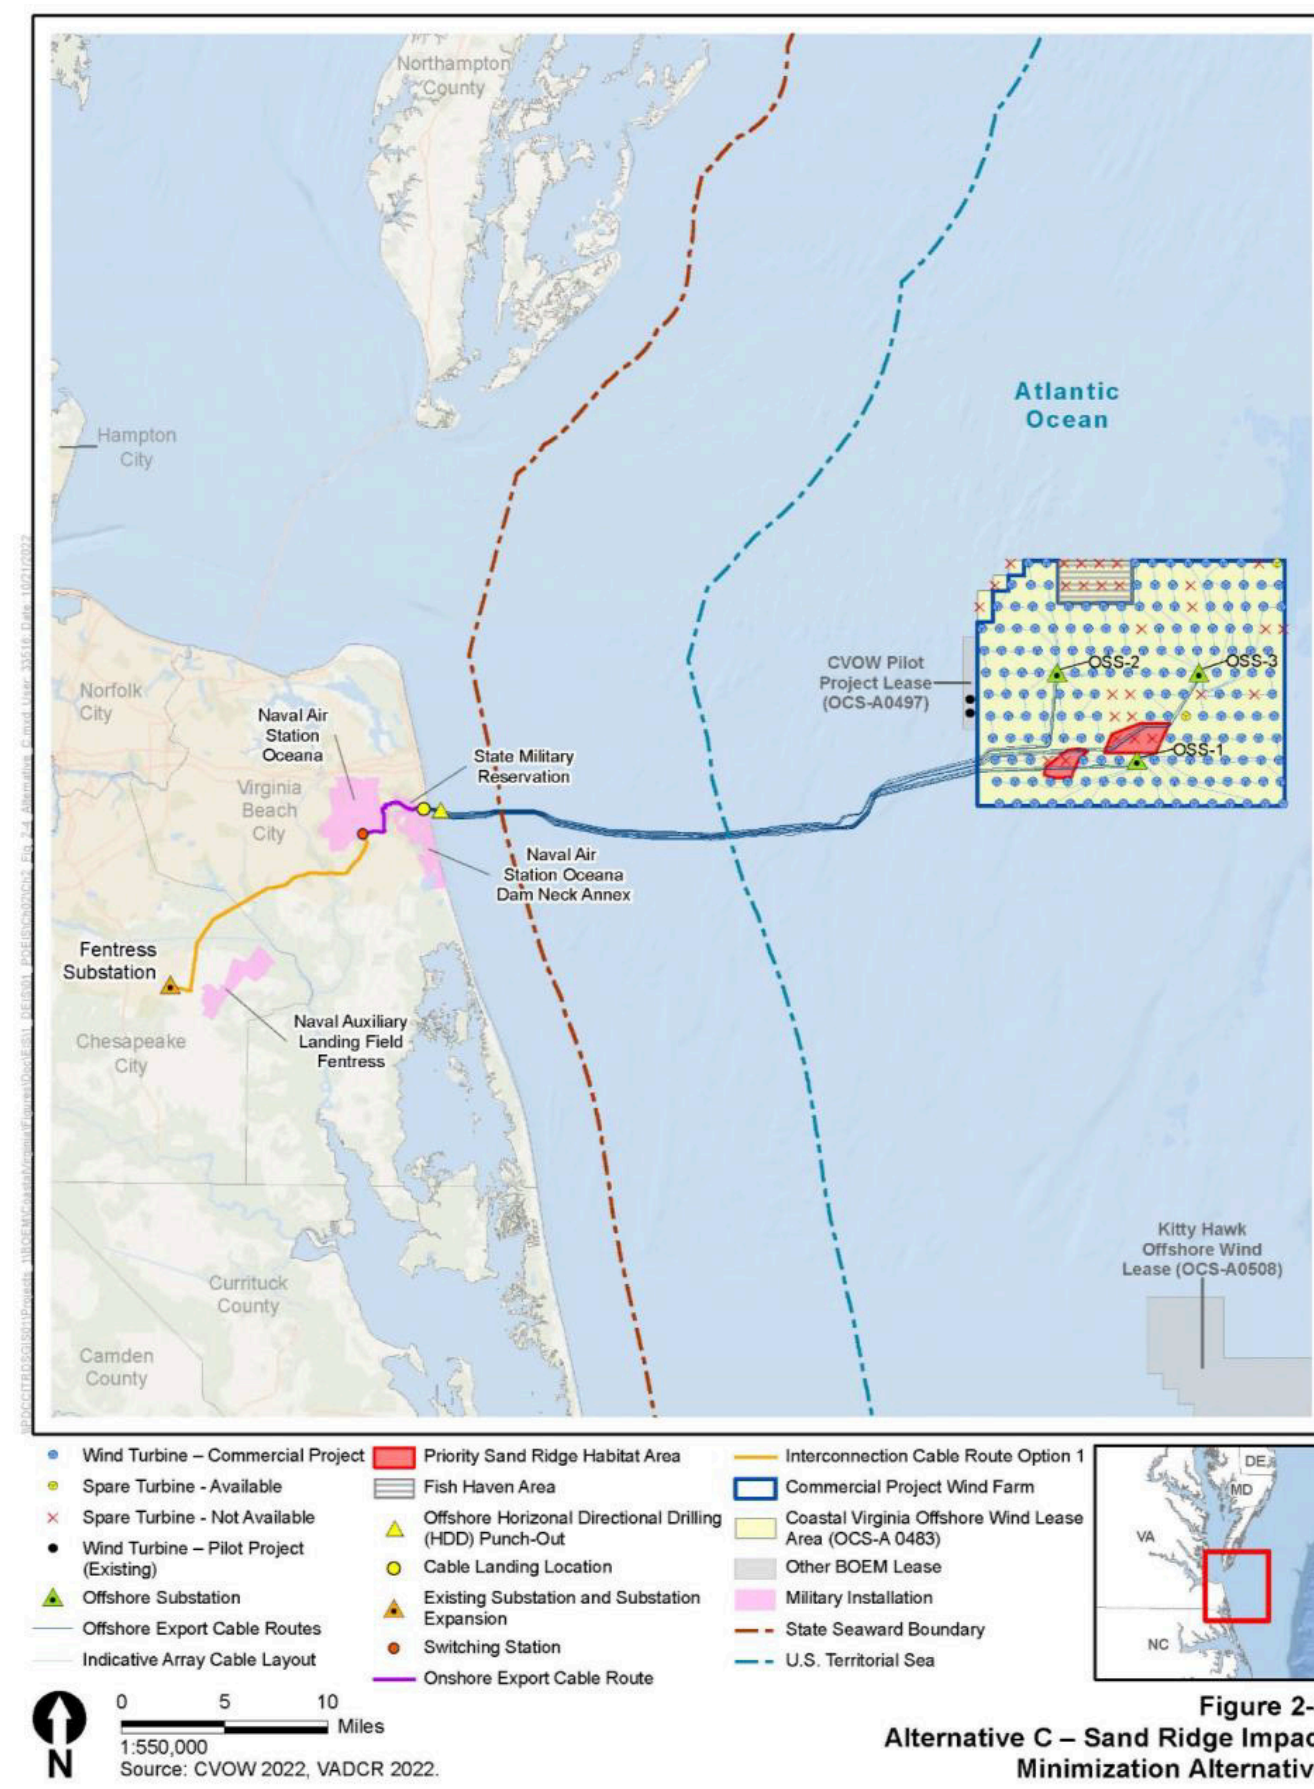 Northampton
County
Atlantic
Ocean
Hampton
City
CVOW Pilot
Project Lease
(OCS-A0497)
OSS-2
OSS-3
OSS-1
Norfolk
City
Naval Air
Station
Oceana
State Military
Reservation
Virginia
Beach
City
Naval Air
Station Oceana
Dam Neck Annex
Fentress
Substation
Naval Auxiliary
Landing Field
Fentress
Chesapeake
City
Kitty Hawk
Offshore Wind
Lease (OCS-A0508)
Currituck
County
Camden
County
Wind Turbine – Commercial Project
Spare Turbine - Available
Spare Turbine - Not Available
Wind Turbine – Pilot Project
(Existing)
Offshore Substation
Offshore Export Cable Routes
Indicative Array Cable Layout
Priority Sand Ridge Habitat Area
Fish Haven Area
Offshore Horizonal Directional Drilling
(HDD) Punch-Out
Cable Landing Location
Existing Substation and Substation
Expansion
Switching Station
Onshore Export Cable Route
Interconnection Cable Route Option 1
Commercial Project Wind Farm
Coastal Virginia Offshore Wind Lease
Area (OCS-A 0483)
Other BOEM Lease
Military Installation
State Seaward Boundary
U.S. Territorial Sea
DE
MD
VA
NC
N
0 5 10
Miles
1:550,000
Source: CVOW 2022, VADCR 2022.
Figure 2-
Alternative C – Sand Ridge Impac
Minimization Alternativ